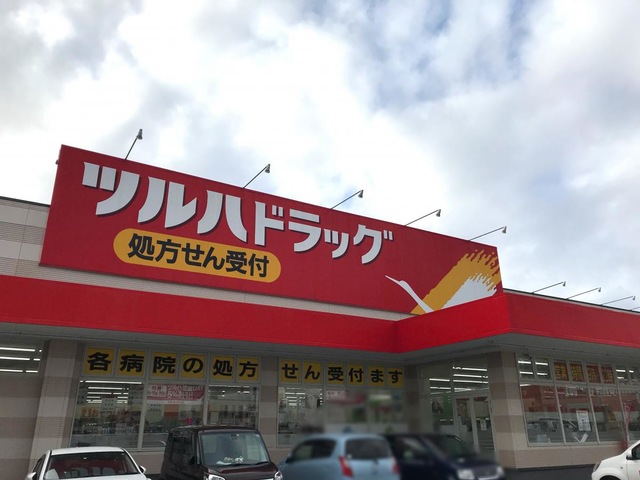 ツルハドラッグ
処方せん受付
各病院の処方せん受付ます